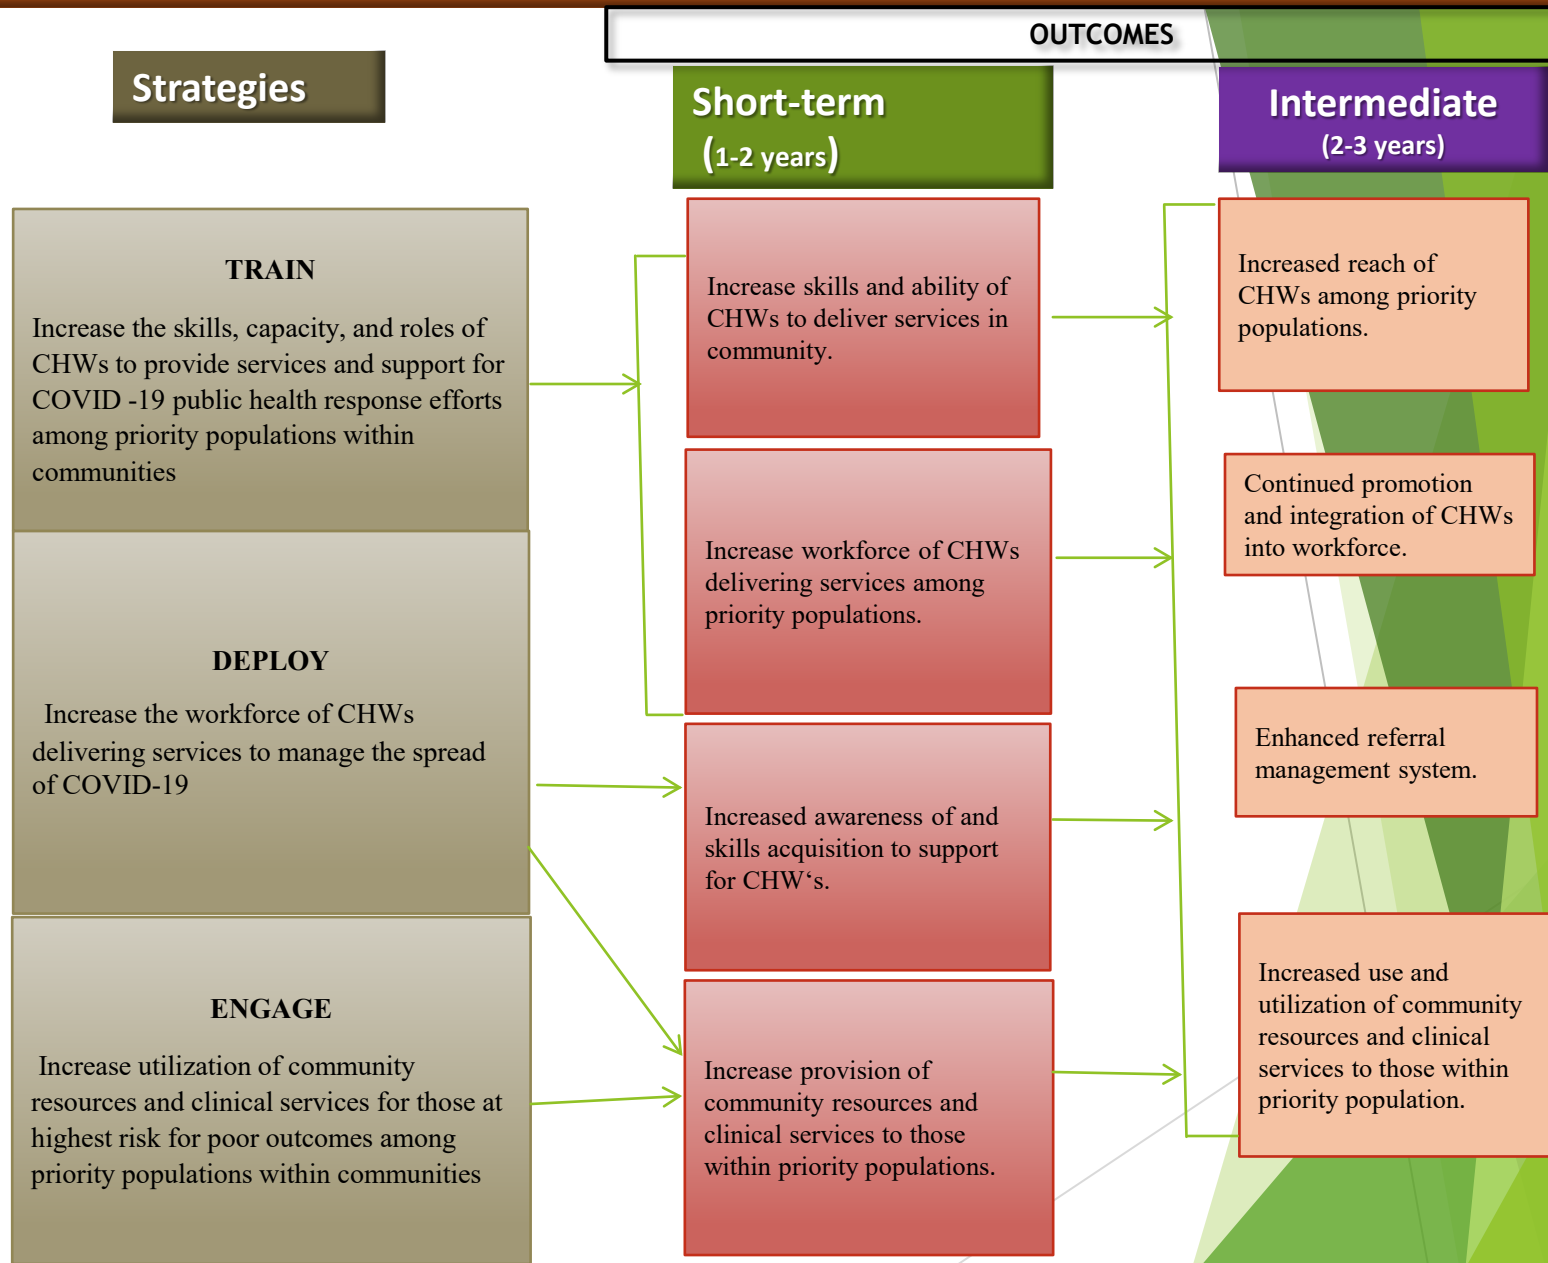 OUTCOMES
Strategies
Short-term
(1-2 years)
Intermediate
(2-3 years)
TRAIN
Increase the skills, capacity, and roles of
CHWs to provide services and support for
COVID -19 public health response efforts
among priority populations within
communities
DEPLOY
Increase the workforce of CHWs
delivering services to manage the spread
of COVID-19
ENGAGE
Increase utilization of community
resources and clinical services for those at
highest risk for poor outcomes among
priority populations within communities
Increase skills and ability of
CHWs to deliver services in
community.
Increase workforce of CHWs
delivering services among
priority populations.
Increased awareness of and
skills acquisition to support
for CHW‘s.
Increase provision of
community resources and
clinical services to those
within priority populations.
Increased reach of
CHWs among priority
populations.
Continued promotion
and integration of CHWs
into workforce.
Enhanced referral
management system.
Increased use and
utilization of community
resources and clinical
services to those within
priority population.